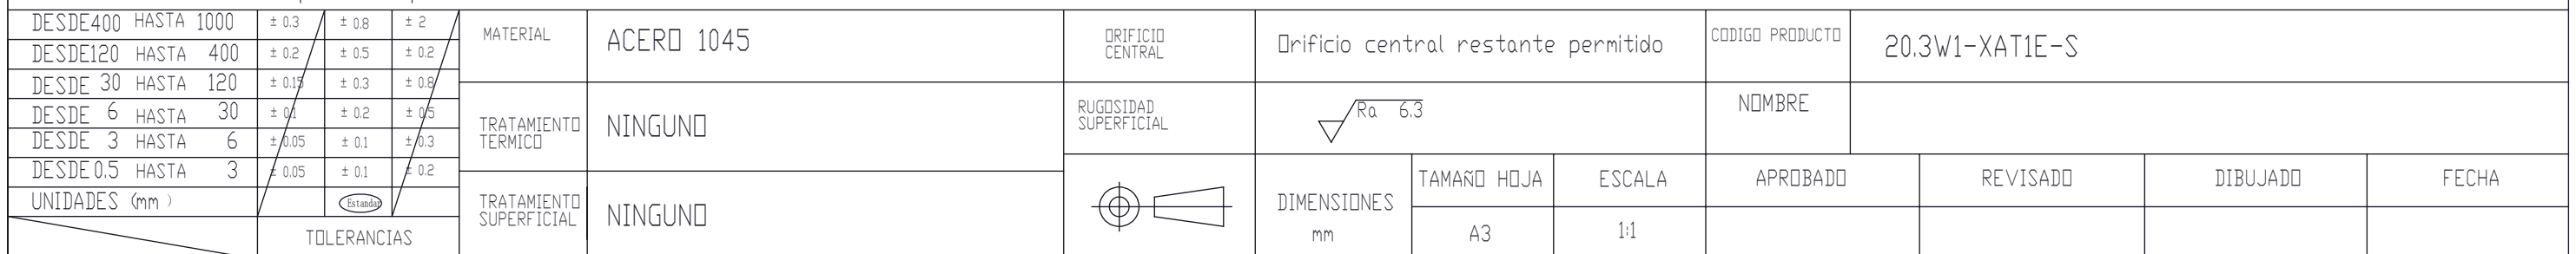 DESDE400 HASTA 1000 ± 0.3 ± 0.8 ± 2
DESDE120 HASTA 400 ± 0.2 ± 0.5 ± 0.2
DESDE 30 HASTA 120 ± 0.15 ± 0.3 ± 0.8
DESDE 6 HASTA 30 ± 0.1 ± 0.2 ± 0.5
DESDE 3 HASTA 6 ± 0.05 ± 0.1 ± 0.3
DESDE0.5 HASTA 3 ± 0.05 ± 0.1 ± 0.2
UNIDADES (mm ) Estandar
TOLERANCIAS
MATERIAL
ACERO 1045
TRATAMIENTO
TERMICO
NINGUNO
TRATAMIENTO
SUPERFICIAL
NINGUNO
ORIFICIO
CENTRAL
Orificio central restante permitido
RUGOSIDAD
SUPERFICIAL
Ra 6.3
CODIGO PRODUCTO
20.3W1-XAT1E-S
NOMBRE
DIMENSIONES
mm
TAMAÑO HOJA
A3
ESCALA
1:1
APROBADO
REVISADO
DIBUJADO
FECHA